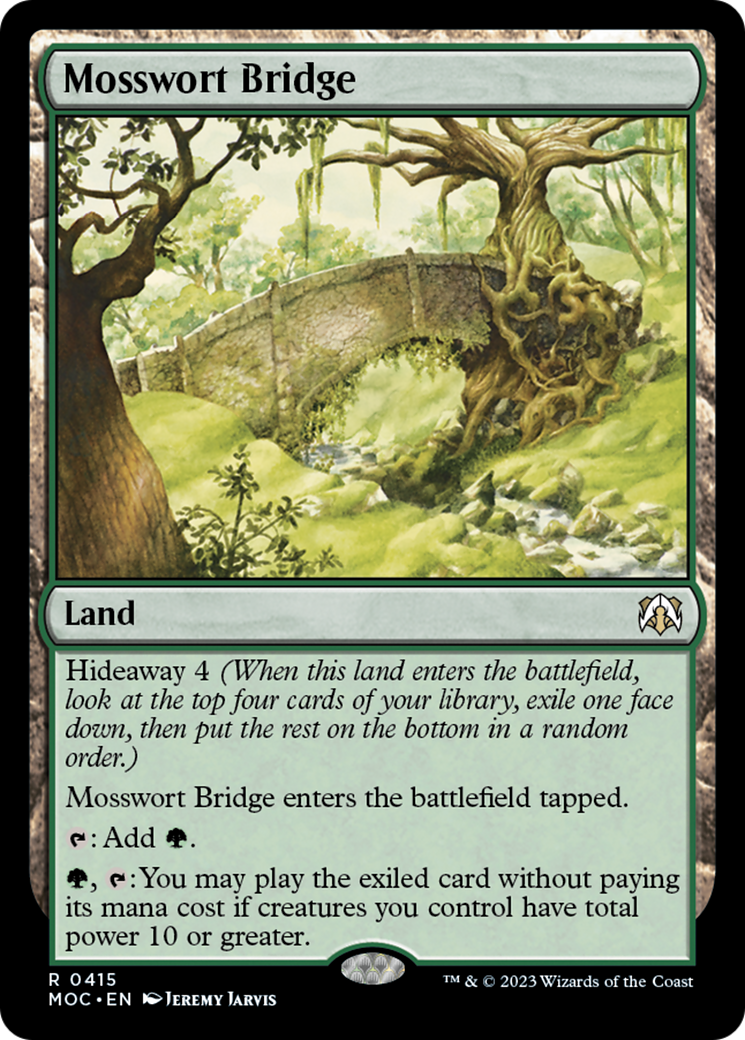 Mosswort Bridge
Land
Hideaway 4 (When this land enters the battlefield,
look at the top four cards of your library, exile one face
down, then put the rest on the bottom in a random
order.)
Mosswort Bridge enters the battlefield tapped.
: Add .
, :You may play the exiled card without paying
its mana cost if creatures you control have total
power 10 or greater.
R 0415
MOC • EN JEREMY JARVIS
™ & © 2023 Wizards of the Coast